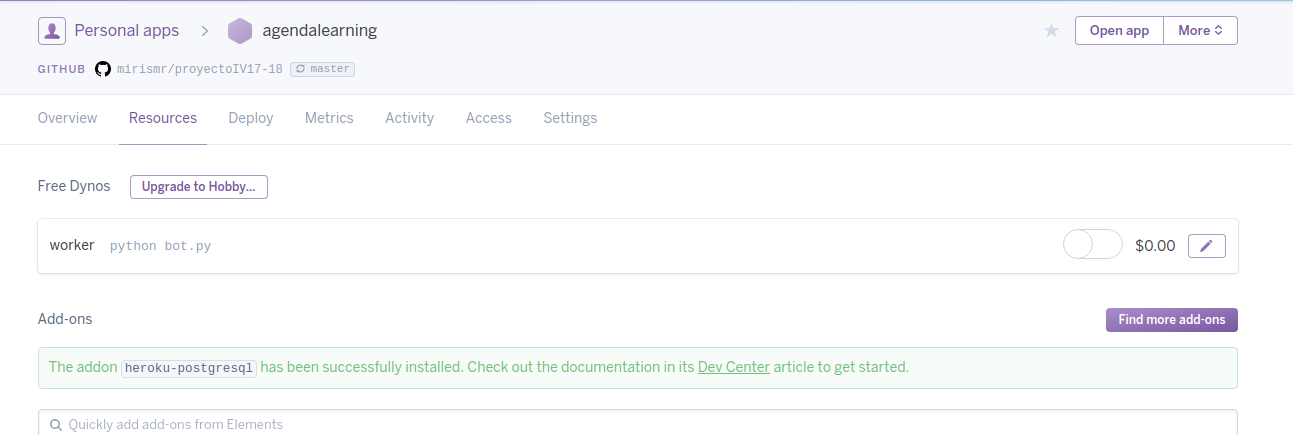 Personal apps > agendalearning Open app More
GITHUB mirismr/proyectoIV17-18 master
Overview Resources Deploy Metrics Activity Access Settings
Free Dynos Upgrade to Hobby...
worker python bot.py $0.00
Add-ons Find more add-ons
The addon heroku-postgresql has been successfully installed. Check out the documentation in its Dev Center article to get started.
Quickly add add-ons from Elements